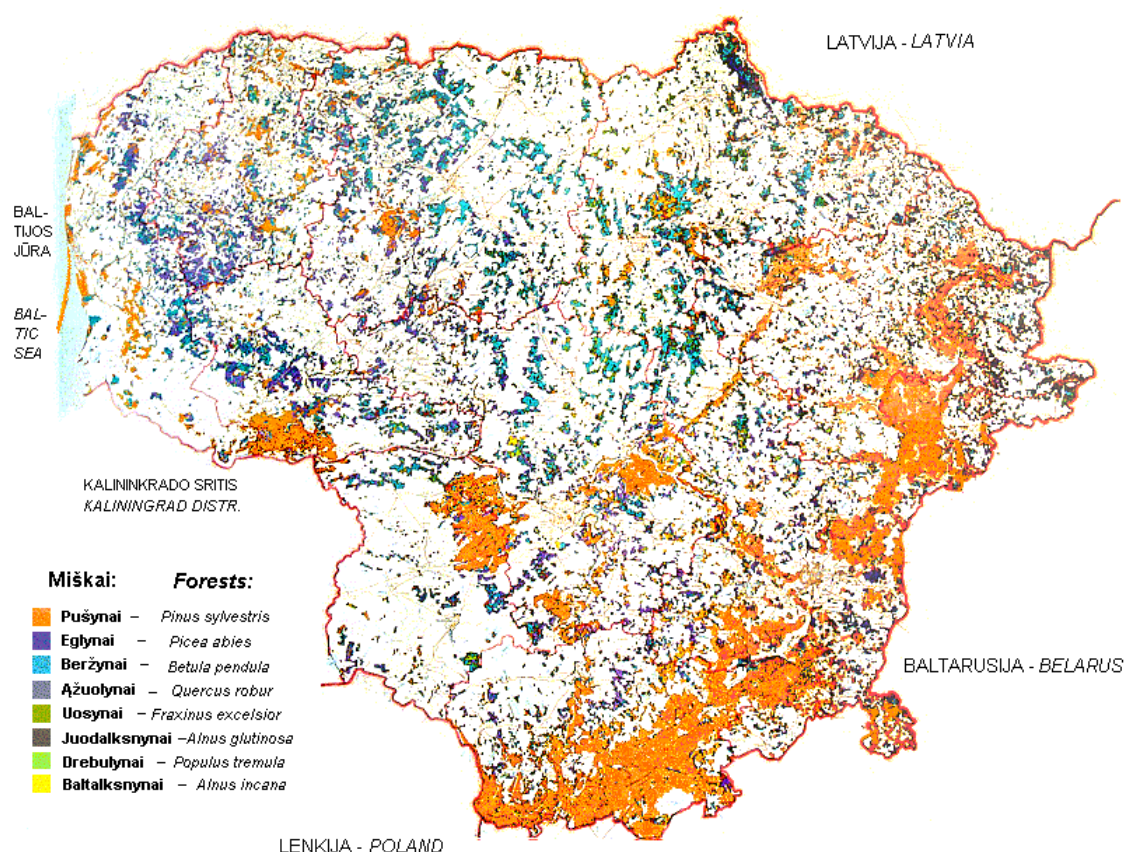 LATVIJA - LATVIA
BAL-
TIJOS
JŪRA
BAL-
TIC
SEA
KALININKRADO SRITIS
KALININGRAD DISTR.
Miškai: Forests:
Pušynai – Pinus sylvestris
Eglynai – Picea abies
Beržynai – Betula pendula
Ąžuolynai – Quercus robur
Uosynai – Fraxinus excelsior
Juodalksnynai – Alnus glutinosa
Drebulynai – Populus tremula
Baltalksnynai – Alnus incana
BALTARUSIJA - BELARUS
LENKIJA - POLAND